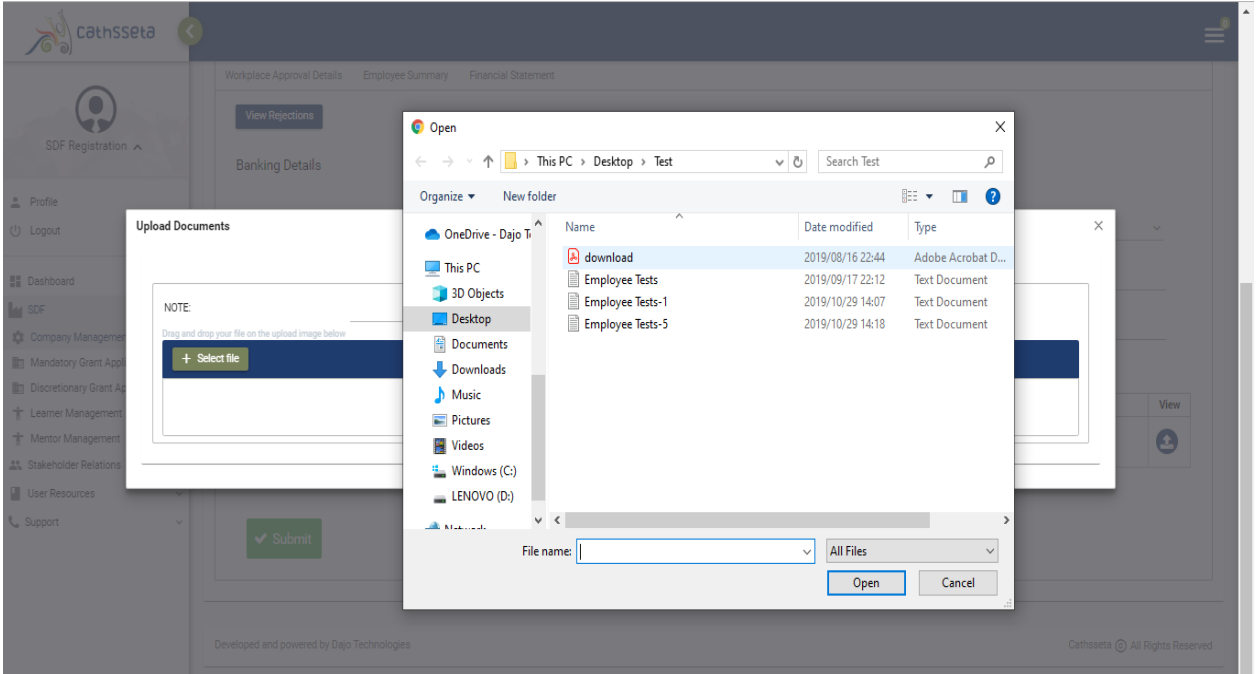 cathsseta
SDF Registration
Profile
Logout
Dashboard
SDF
Company Managemen
Mandatory Grant Appli
Discretionary Grant Ap
Learner Management
Mentor Management
Stakeholder Relations
User Resources
Support
Workplace Approval Details Employee Summary Financial Statement
View Rejections
Banking Details
Upload Documents
NOTE:
Drag and drop your file on the upload image below
+ Select file
View
Submit
Open
This PC > Desktop > Test
Search Test
Organize New folder
OneDrive - Dajo T
This PC
3D Objects
Desktop
Documents
Downloads
Music
Pictures
Videos
Windows (C:)
LENOVO (D:)
Network
Name Date modified Type
download 2019/08/16 22:44 Adobe Acrobat D...
Employee Tests 2019/09/17 22:12 Text Document
Employee Tests-1 2019/10/29 14:07 Text Document
Employee Tests-5 2019/10/29 14:18 Text Document
File name: All Files
Open Cancel
Developed and powered by Dajo Technologies
Cathsseta © All Rights Reserved